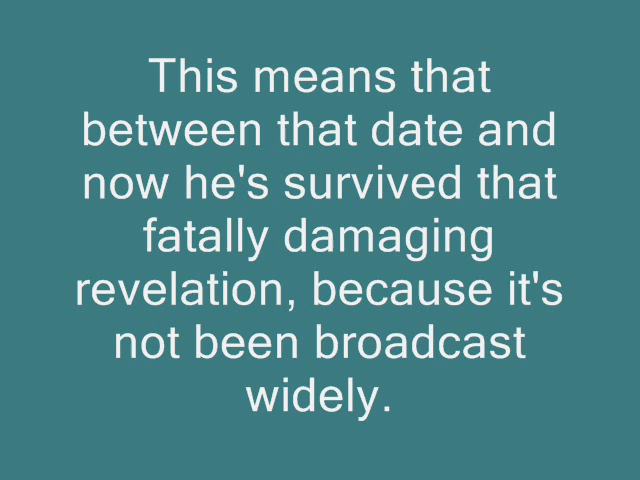 This means that
between that date and
now he's survived that
fatally damaging
revelation, because it's
not been broadcast
widely.